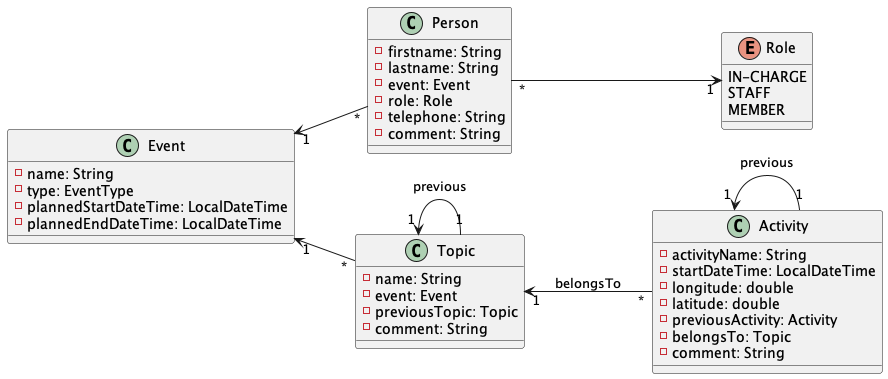 C Person
firstname: String
lastname: String
event: Event
role: Role
telephone: String
comment: String
E Role
IN-CHARGE
STAFF
MEMBER
* 1
1 *
C Event
name: String
type: EventType
plannedStartDateTime: LocalDateTime
plannedEndDateTime: LocalDateTime
1 *
previous
1 1
C Topic
name: String
event: Event
previousTopic: Topic
comment: String
belongsTo
1 *
previous
1 1
C Activity
activityName: String
startDateTime: LocalDateTime
longitude: double
latitude: double
previousActivity: Activity
belongsTo: Topic
comment: String